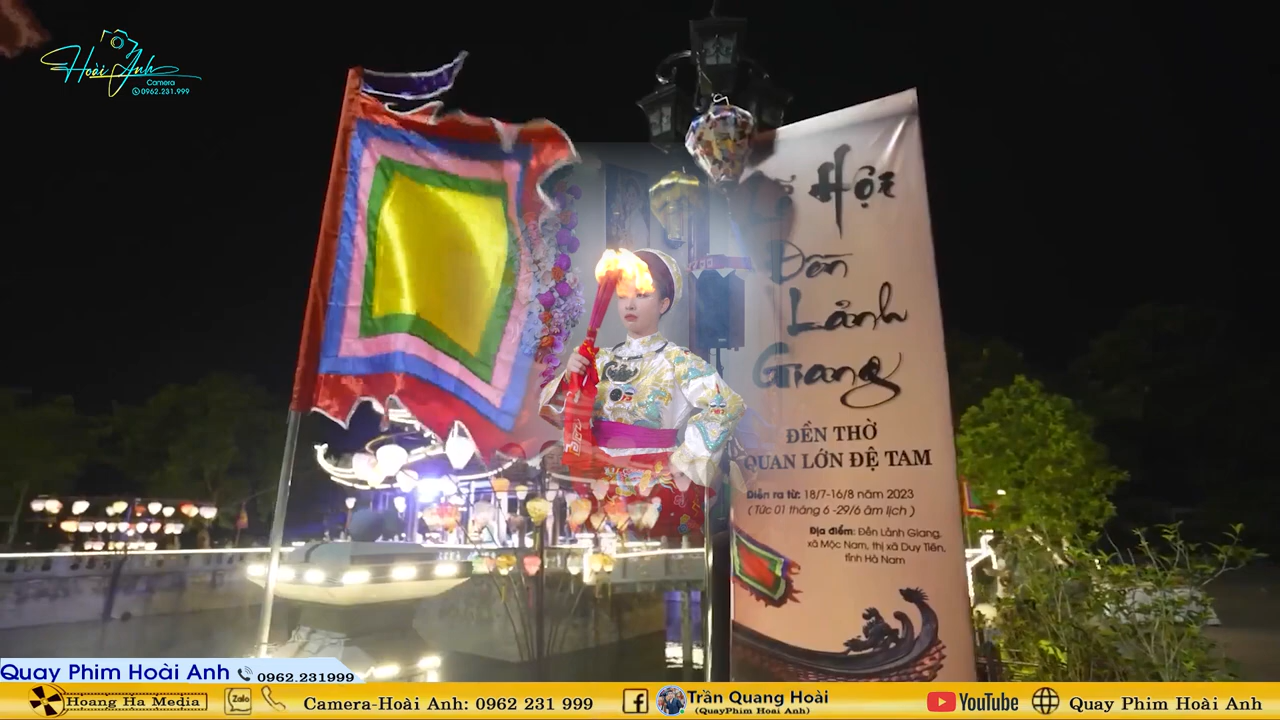 Hoài Anh
Camera
0962.231.999
Hội
Đền
Lảnh
Giang
ĐỀN THỜ
QUAN LỚN ĐỆ TAM
Diễn ra từ: 18/7-16/8 năm 2023
( Tức 01 tháng 6 -29/6 âm lịch )
Địa điểm: Đền Lảnh Giang,
xã Mộc Nam, thị xã Duy Tiên,
tỉnh Hà Nam
Quay Phim Hoài Anh 0962.231999
Hoang Ha Media
Zalo
Camera-Hoài Anh: 0962 231 999
Trần Quang Hoài
(QuayPhim Hoai Anh)
YouTube
Quay Phim Hoài Anh